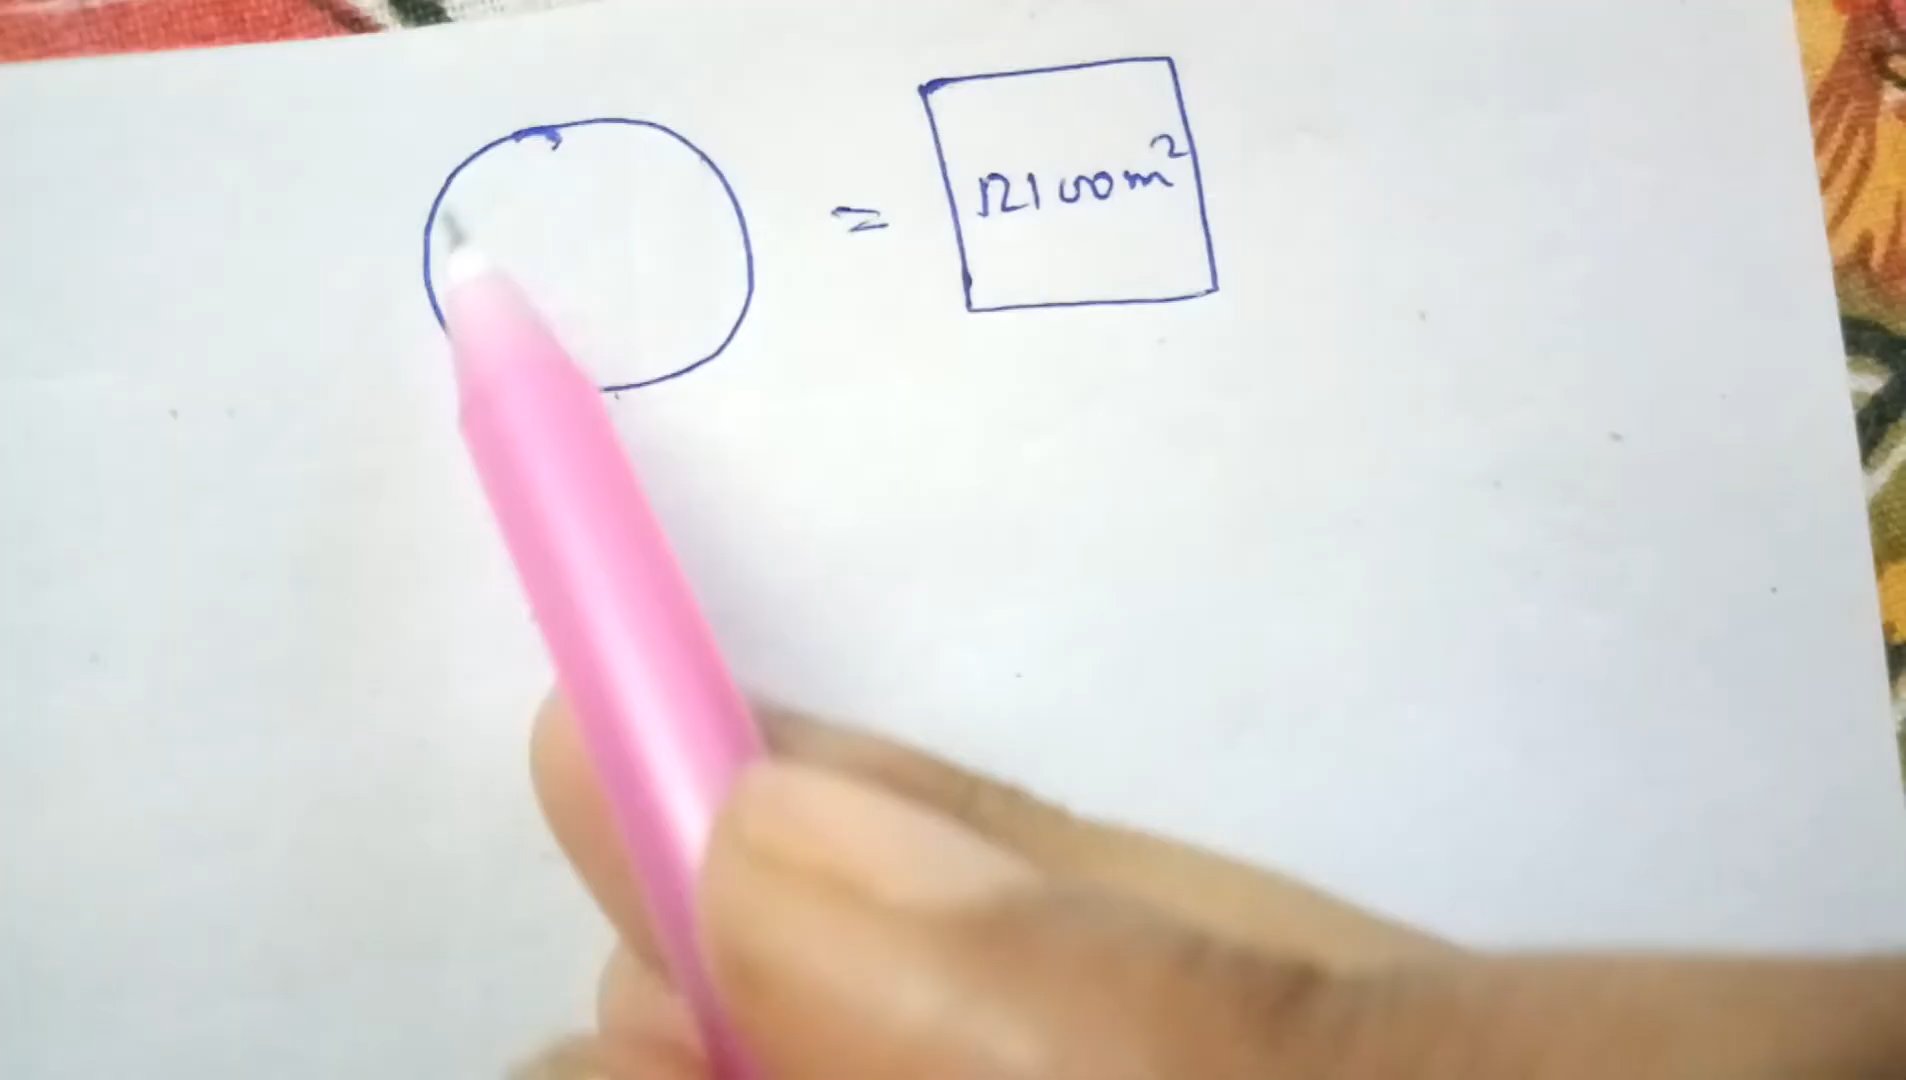 = 12100m²